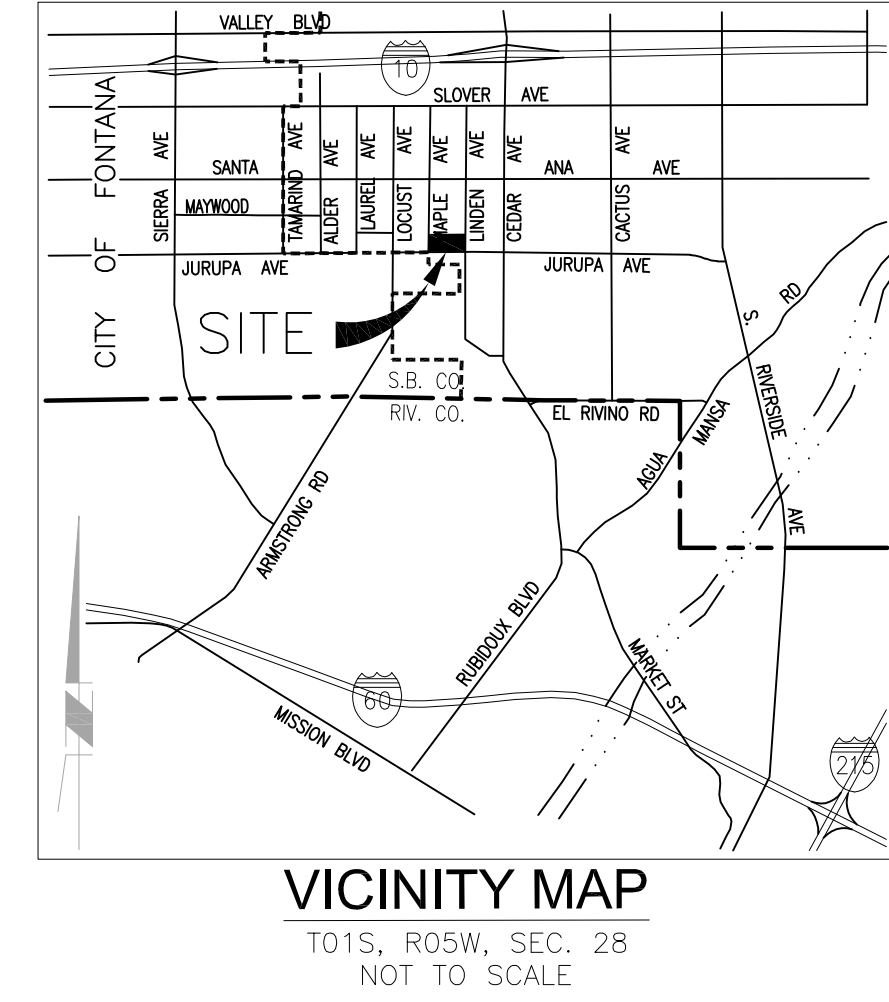 VALLEY BLVD
10
SLOVER AVE
CITY OF FONTANA
SIERRA AVE
SANTA ANA AVE
MAYWOOD
TAMARIND AVE
ALDER AVE
LAUREL AVE
LOCUST AVE
MAPLE AVE
LINDEN AVE
CEDAR AVE
CACTUS AVE
JURUPA AVE
JURUPA AVE
SITE
S.B. CO.
RIV. CO.
EL RIVINO RD
AGUA MANSA RD
S. RIVERSIDE AVE
ARMSTRONG RD
RUBIDOUX BLVD
MARKET ST
60
MISSION BLVD
215
N
VICINITY MAP
T01S, R05W, SEC. 28
NOT TO SCALE